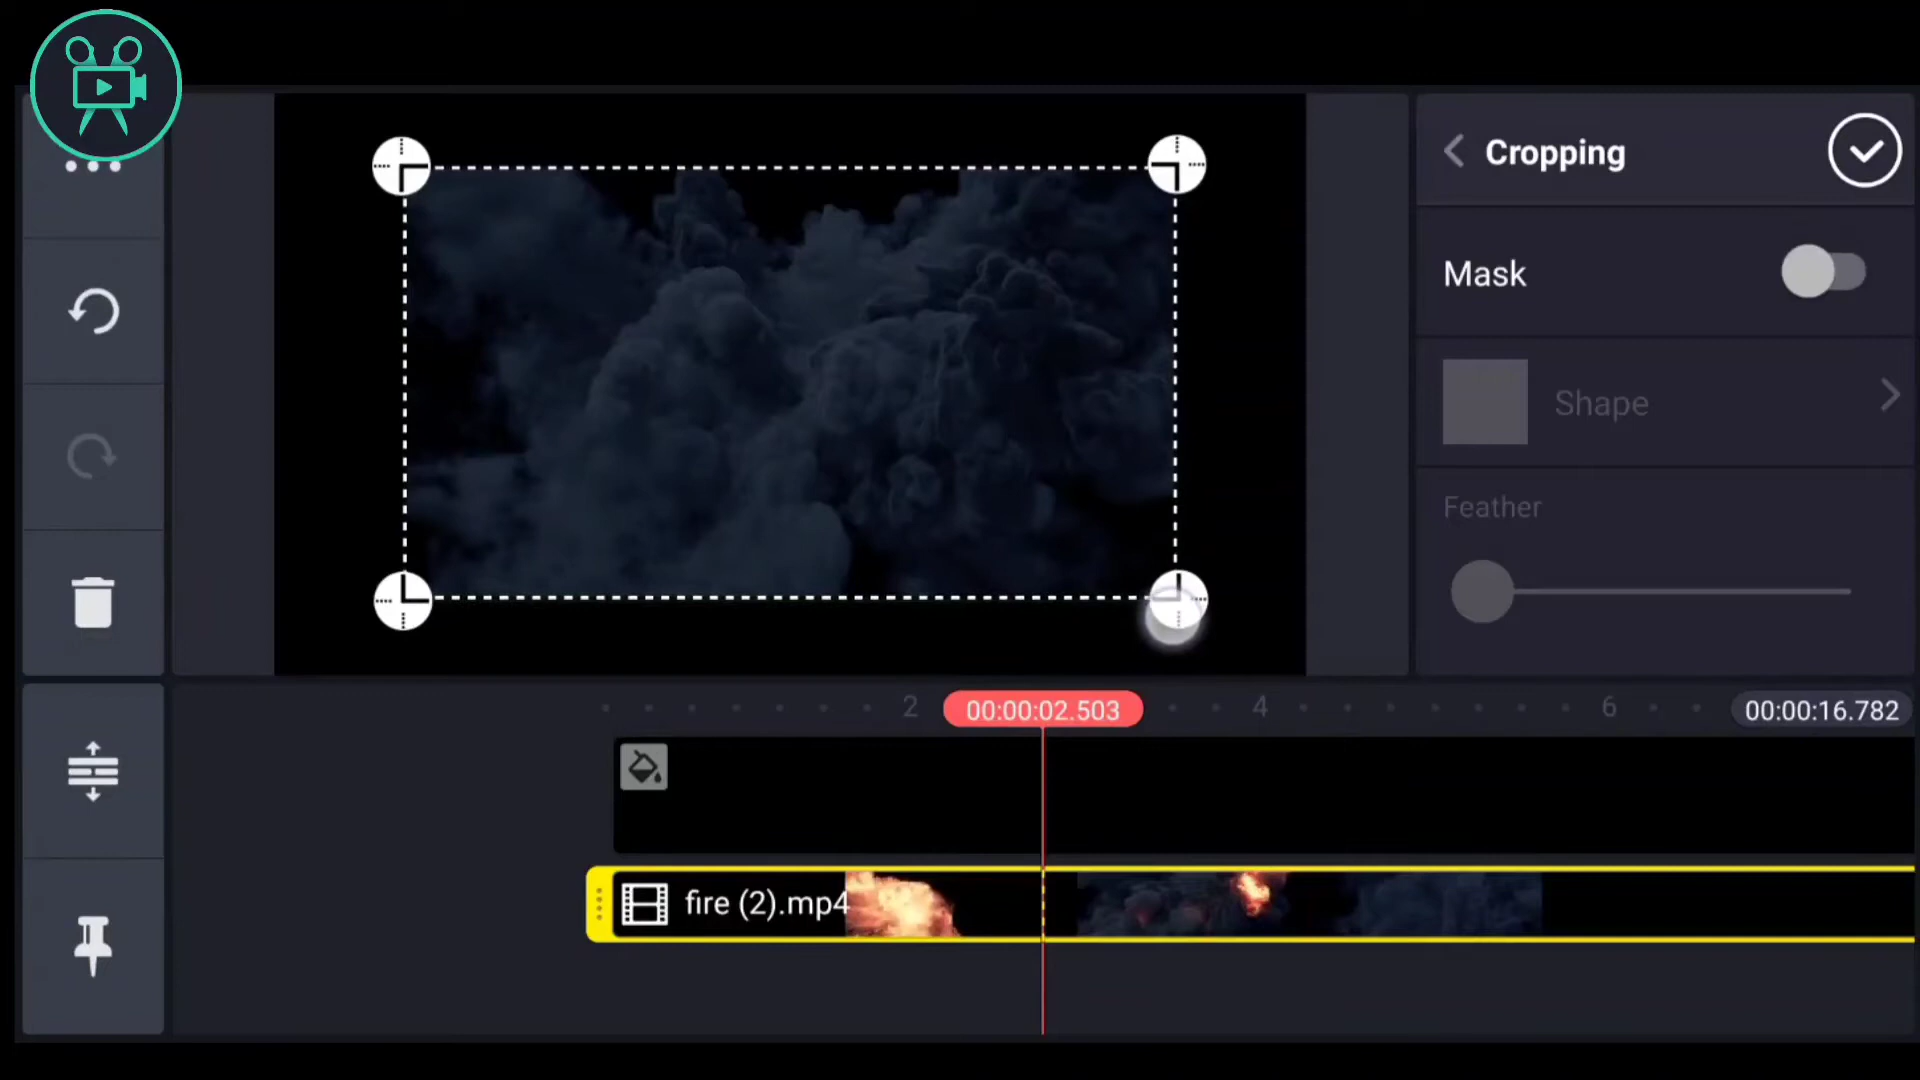 Cropping
Mask
Shape
Feather
2
00:00:02.503
4
6
00:00:16.782
fire (2).mp4